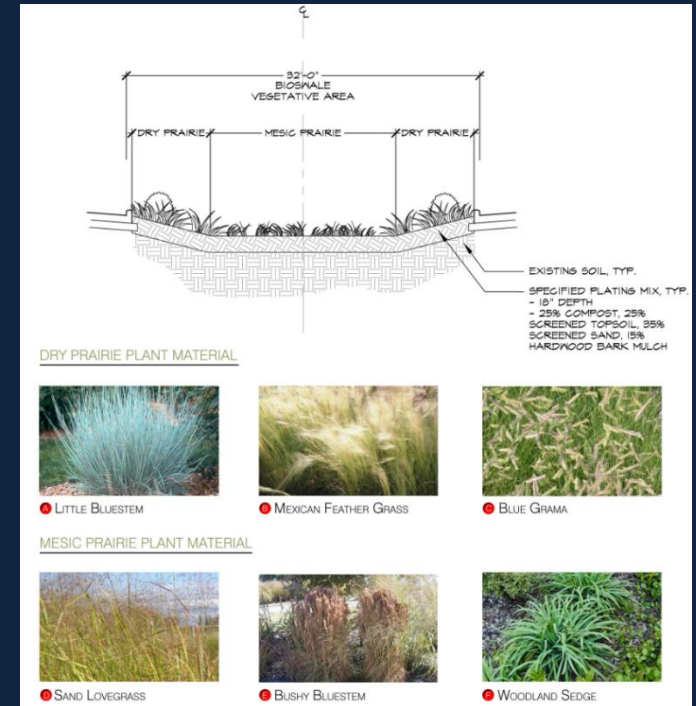 ℄
32'-0"
BIOSWALE
VEGETATIVE AREA
DRY PRAIRIE MESIC PRAIRIE DRY PRAIRIE
EXISTING SOIL, TYP.
SPECIFIED PLATING MIX, TYP.
- 18" DEPTH
- 25% COMPOST, 25%
SCREENED TOPSOIL, 35%
SCREENED SAND, 15%
HARDWOOD BARK MULCH
DRY PRAIRIE PLANT MATERIAL
A LITTLE BLUESTEM
B MEXICAN FEATHER GRASS
C BLUE GRAMA
MESIC PRAIRIE PLANT MATERIAL
D SAND LOVEGRASS
E BUSHY BLUESTEM
F WOODLAND SEDGE